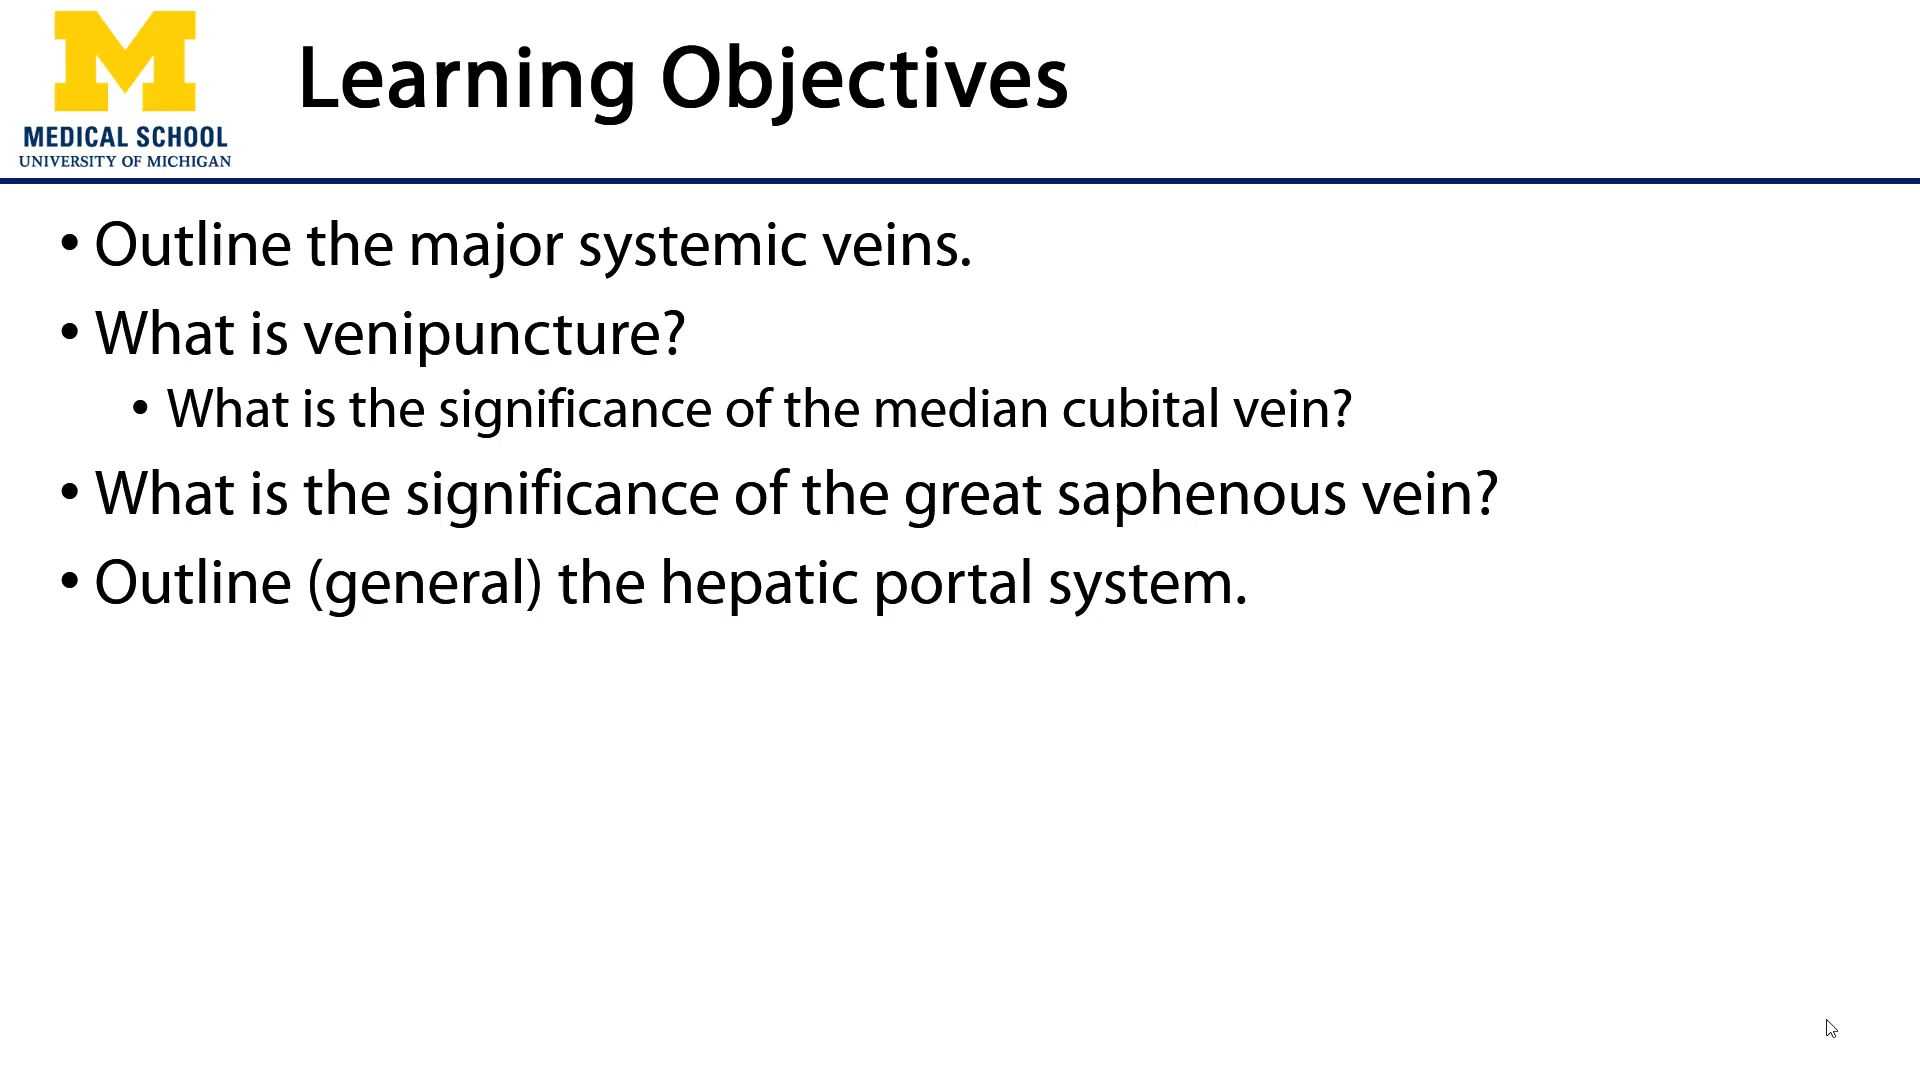 M
MEDICAL SCHOOL
UNIVERSITY OF MICHIGAN
Learning Objectives
• Outline the major systemic veins.
• What is venipuncture?
• What is the significance of the median cubital vein?
• What is the significance of the great saphenous vein?
• Outline (general) the hepatic portal system.